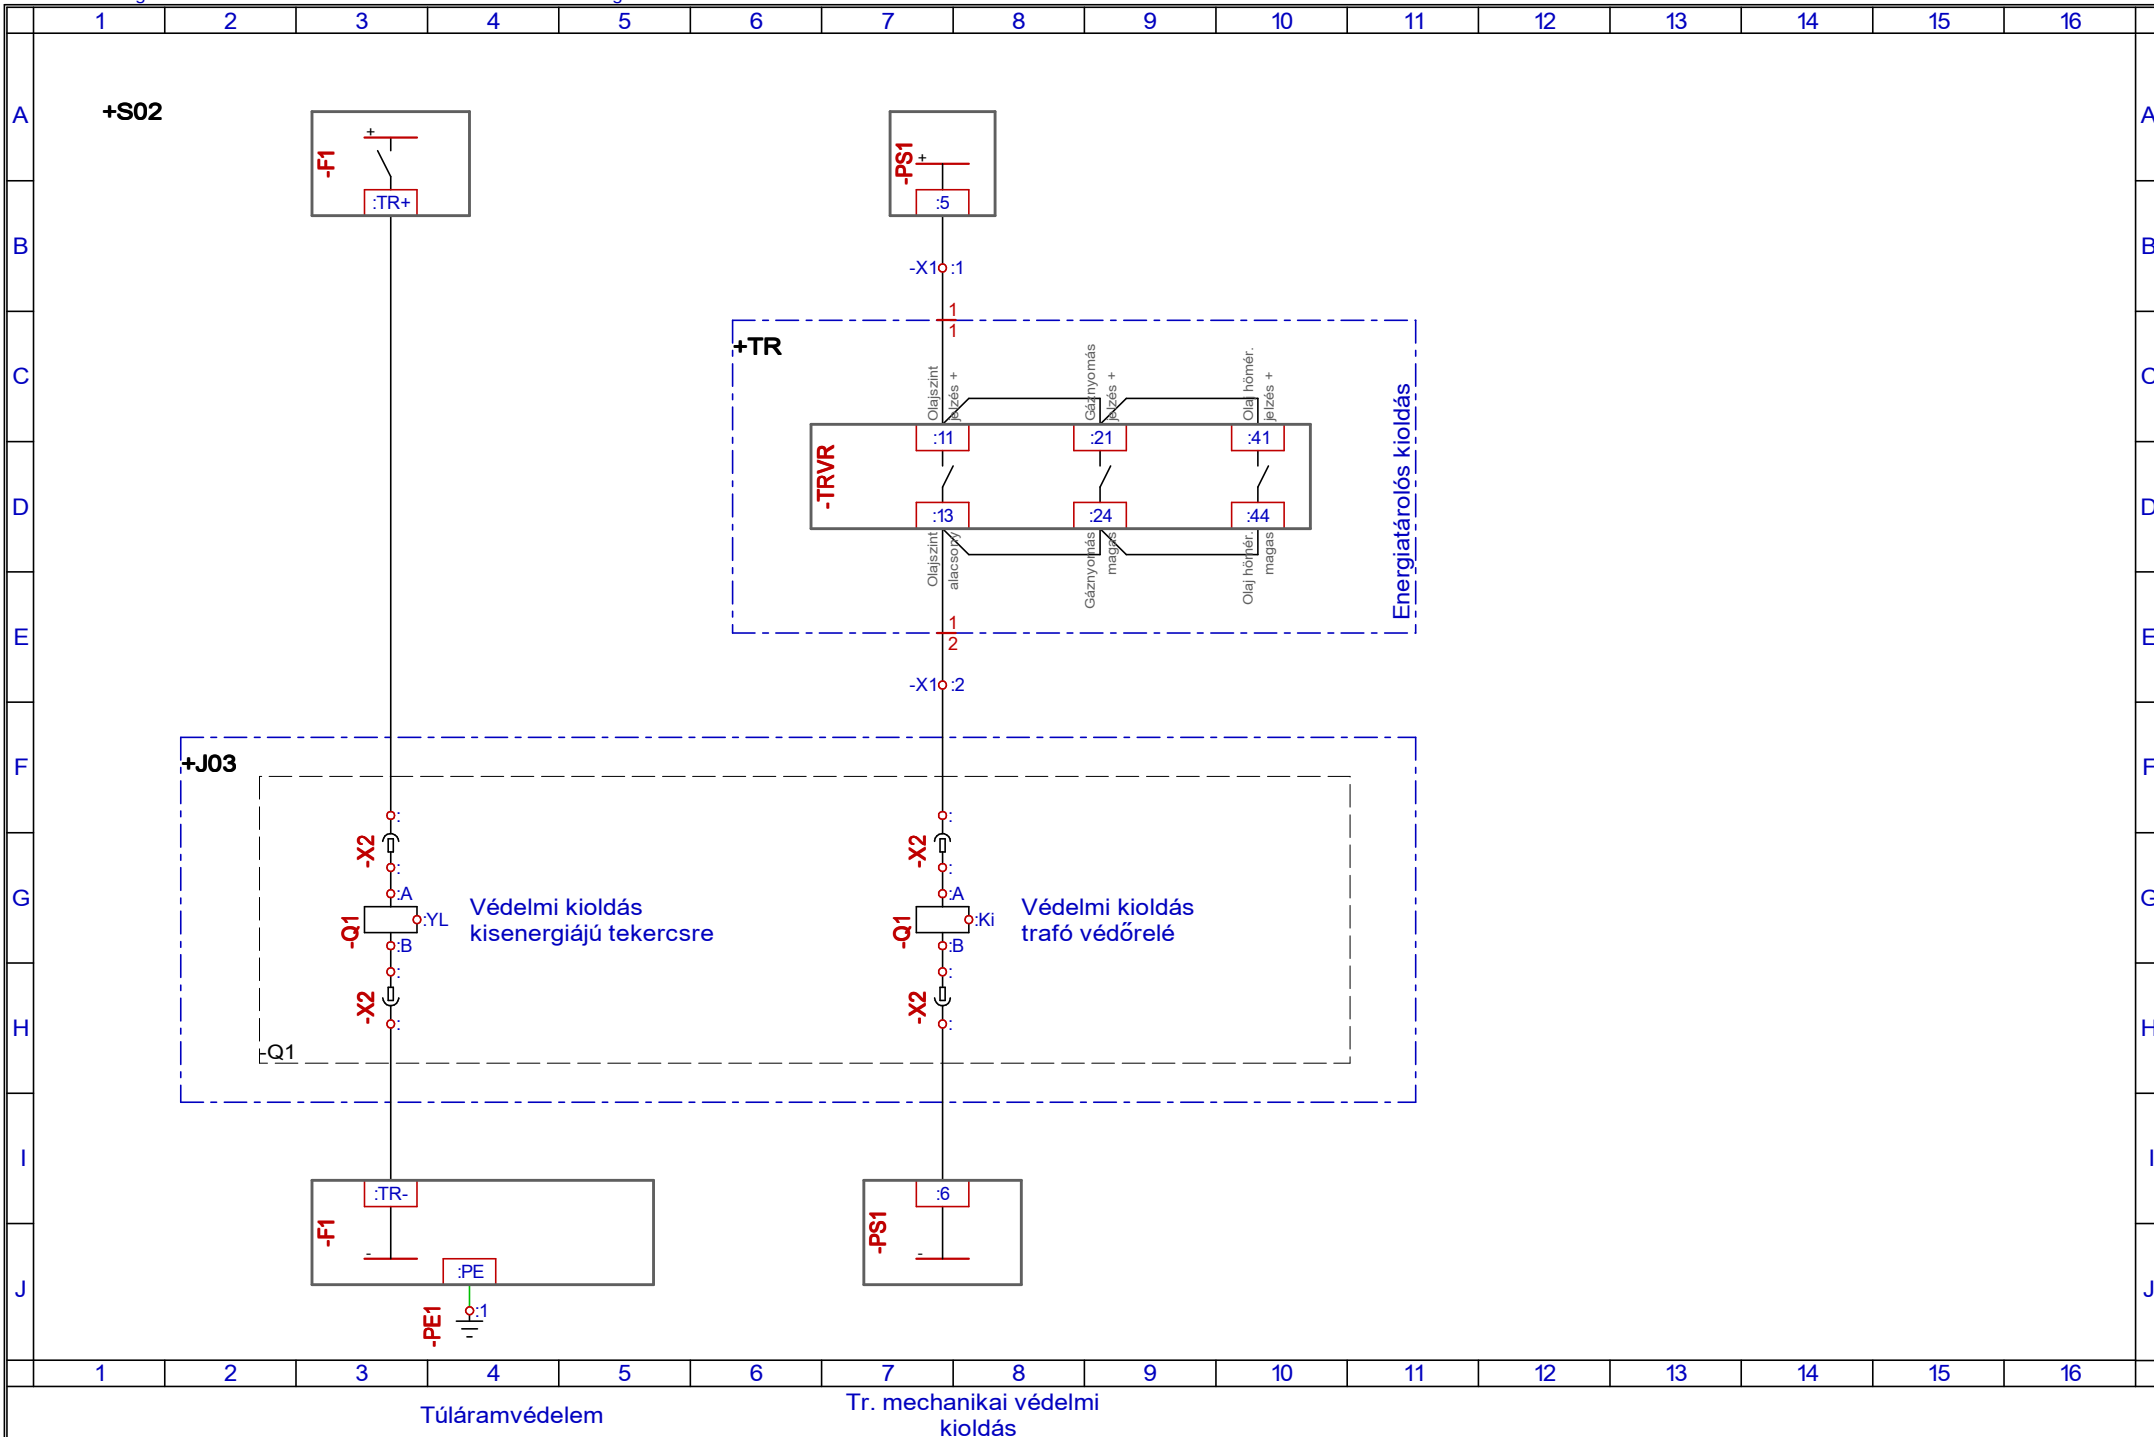 1 2 3 4 5 6 7 8 9 10 11 12 13 14 15 16
A A
+S02
-F1 + :TR+
-PS1 + :5
B B
-X1 :1
1
1
+TR
C C
Olajszint
jelzés +
Gáznyomás
jelzés +
Olaj hömér.
jelzés +
Energiatárolós kioldás
:11 :21 :41
-TRVR
D D
:13 :24 :44
Olajszint
alacsony
Gáznyomás
magas
Olaj hömér.
magas
1
2
E E
-X1 :2
F F
+J03
: :
-X2 -X2
: :
G G
:A :A
-Q1 :YL
Védelmi kioldás
kisenergiájú tekercsre
-Q1 :Ki
Védelmi kioldás
trafó védőrelé
:B :B
: :
-X2 -X2
H H
: :
-Q1
I I
:TR- :6
-F1 -PS1
- -
:PE
J J
-PE1 :1
1 2 3 4 5 6 7 8 9 10 11 12 13 14 15 16
Túláramvédelem
Tr. mechanikai védelmi
kioldás